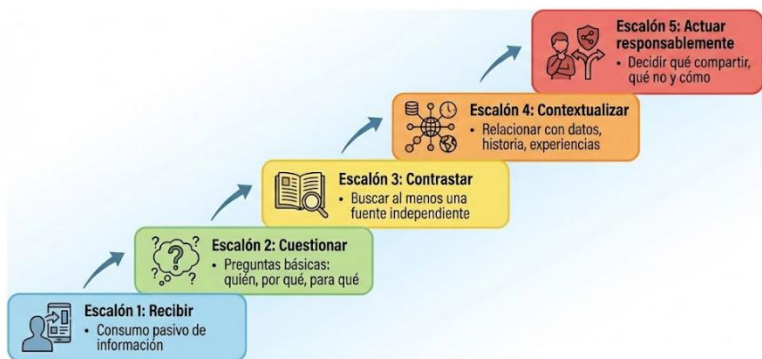 Escalón 5: Actuar
responsablemente
• Decidir qué compartir,
qué no y cómo
Escalón 4: Contextualizar
• Relacionar con datos,
historia, experiencias
Escalón 3: Contrastar
• Buscar al menos una
fuente independiente
Escalón 2: Cuestionar
• Preguntas básicas:
quién, por qué, para qué
Escalón 1: Recibir
• Consumo pasivo de
información